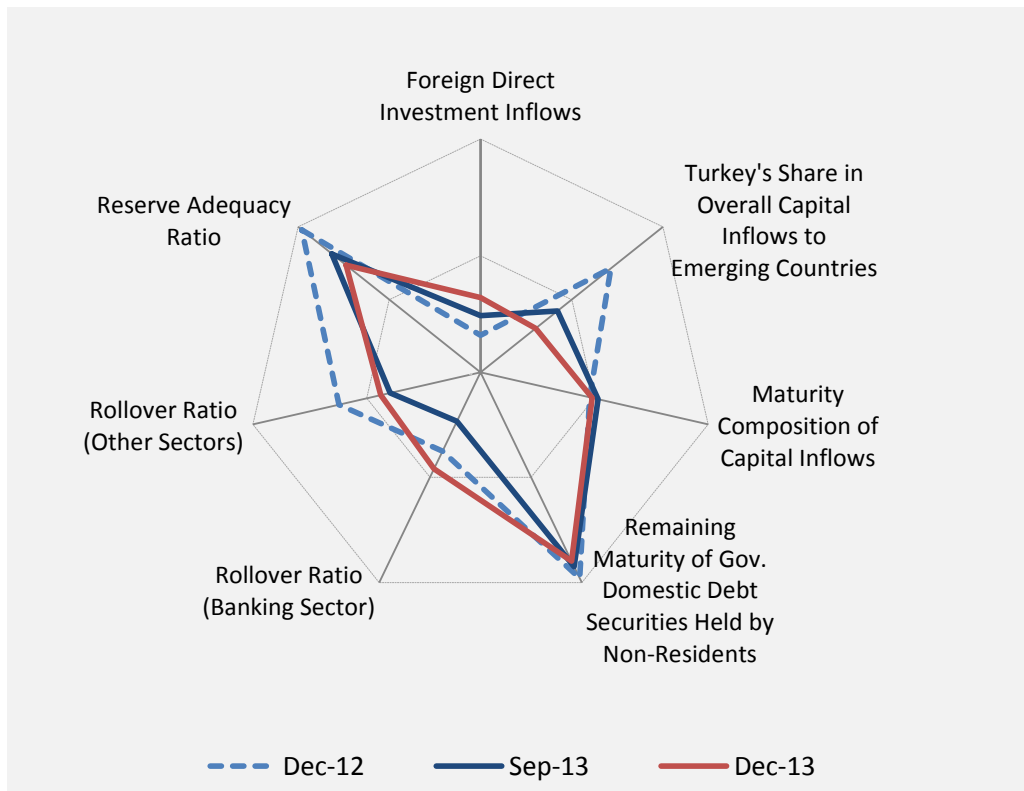 Foreign Direct
Investment Inflows
Turkey's Share in
Overall Capital
Inflows to
Emerging Countries
Reserve Adequacy
Ratio
Maturity
Composition of
Capital Inflows
Rollover Ratio
(Other Sectors)
Remaining
Maturity of Gov.
Domestic Debt
Securities Held by
Non-Residents
Rollover Ratio
(Banking Sector)
Dec-12
Sep-13
Dec-13